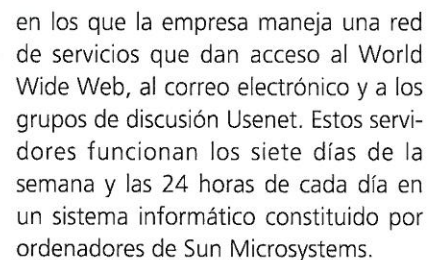 en los que la empresa maneja una red
de servicios que dan acceso al World
Wide Web, al correo electrónico y a los
grupos de discusión Usenet. Estos servi-
dores funcionan los siete días de la
semana y las 24 horas de cada día en
un sistema informático constituido por
ordenadores de Sun Microsystems.